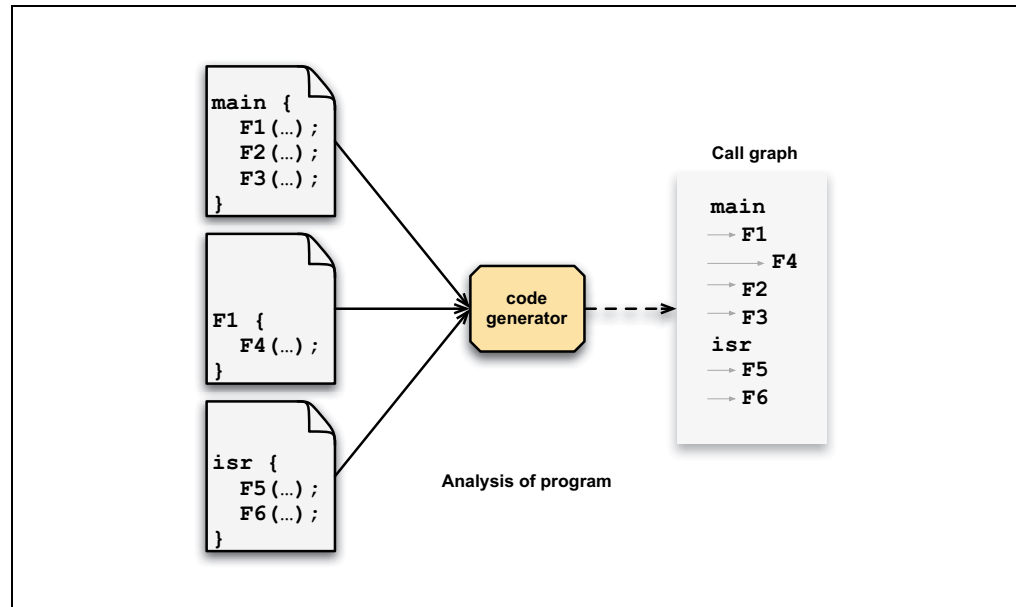 main {
F1(…);
F2(…);
F3(…);
}
F1 {
F4(…);
}
isr {
F5(…);
F6(…);
}
code
generator
Analysis of program
Call graph
main
F1
F4
F2
F3
isr
F5
F6